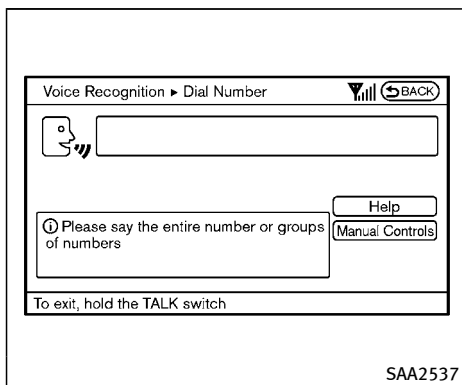 Voice Recognition ▸ Dial Number
BACK
Help
ⓘ Please say the entire number or groups
of numbers
Manual Controls
To exit, hold the TALK switch
SAA2537